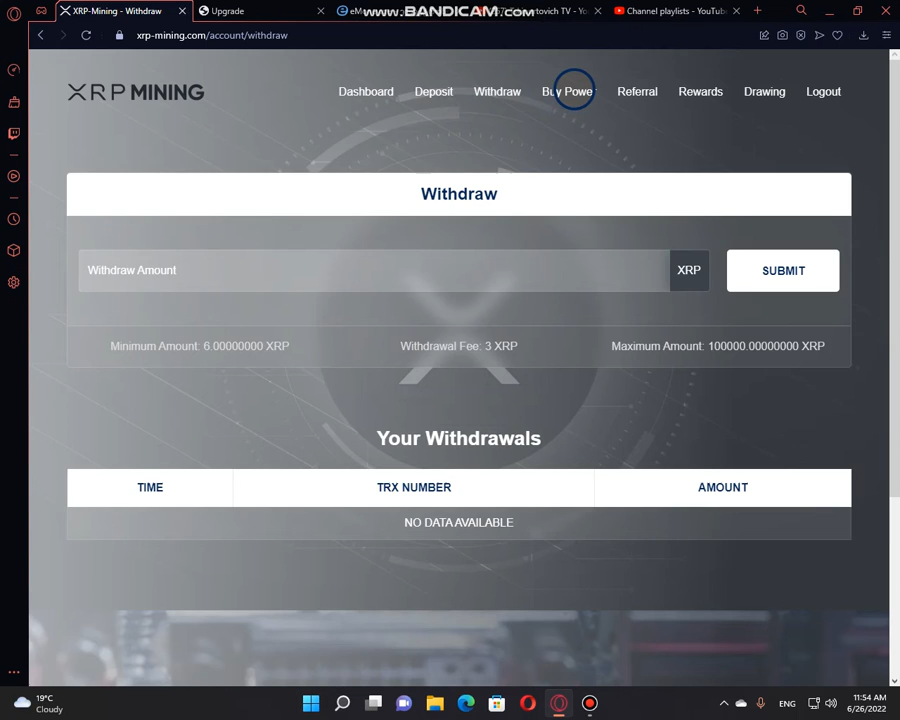 XRP-Mining - Withdraw
Upgrade
www.BANDICAM.com
Channel playlists - YouTube
xrp-mining.com/account/withdraw
XRP MINING
Dashboard
Deposit
Withdraw
Buy Power
Referral
Rewards
Drawing
Logout
Withdraw
Withdraw Amount
XRP
SUBMIT
Minimum Amount: 6.00000000 XRP
Withdrawal Fee: 3 XRP
Maximum Amount: 100000.00000000 XRP
Your Withdrawals
TIME
TRX NUMBER
AMOUNT
NO DATA AVAILABLE
19°C
Cloudy
ENG
11:54 AM
6/26/2022